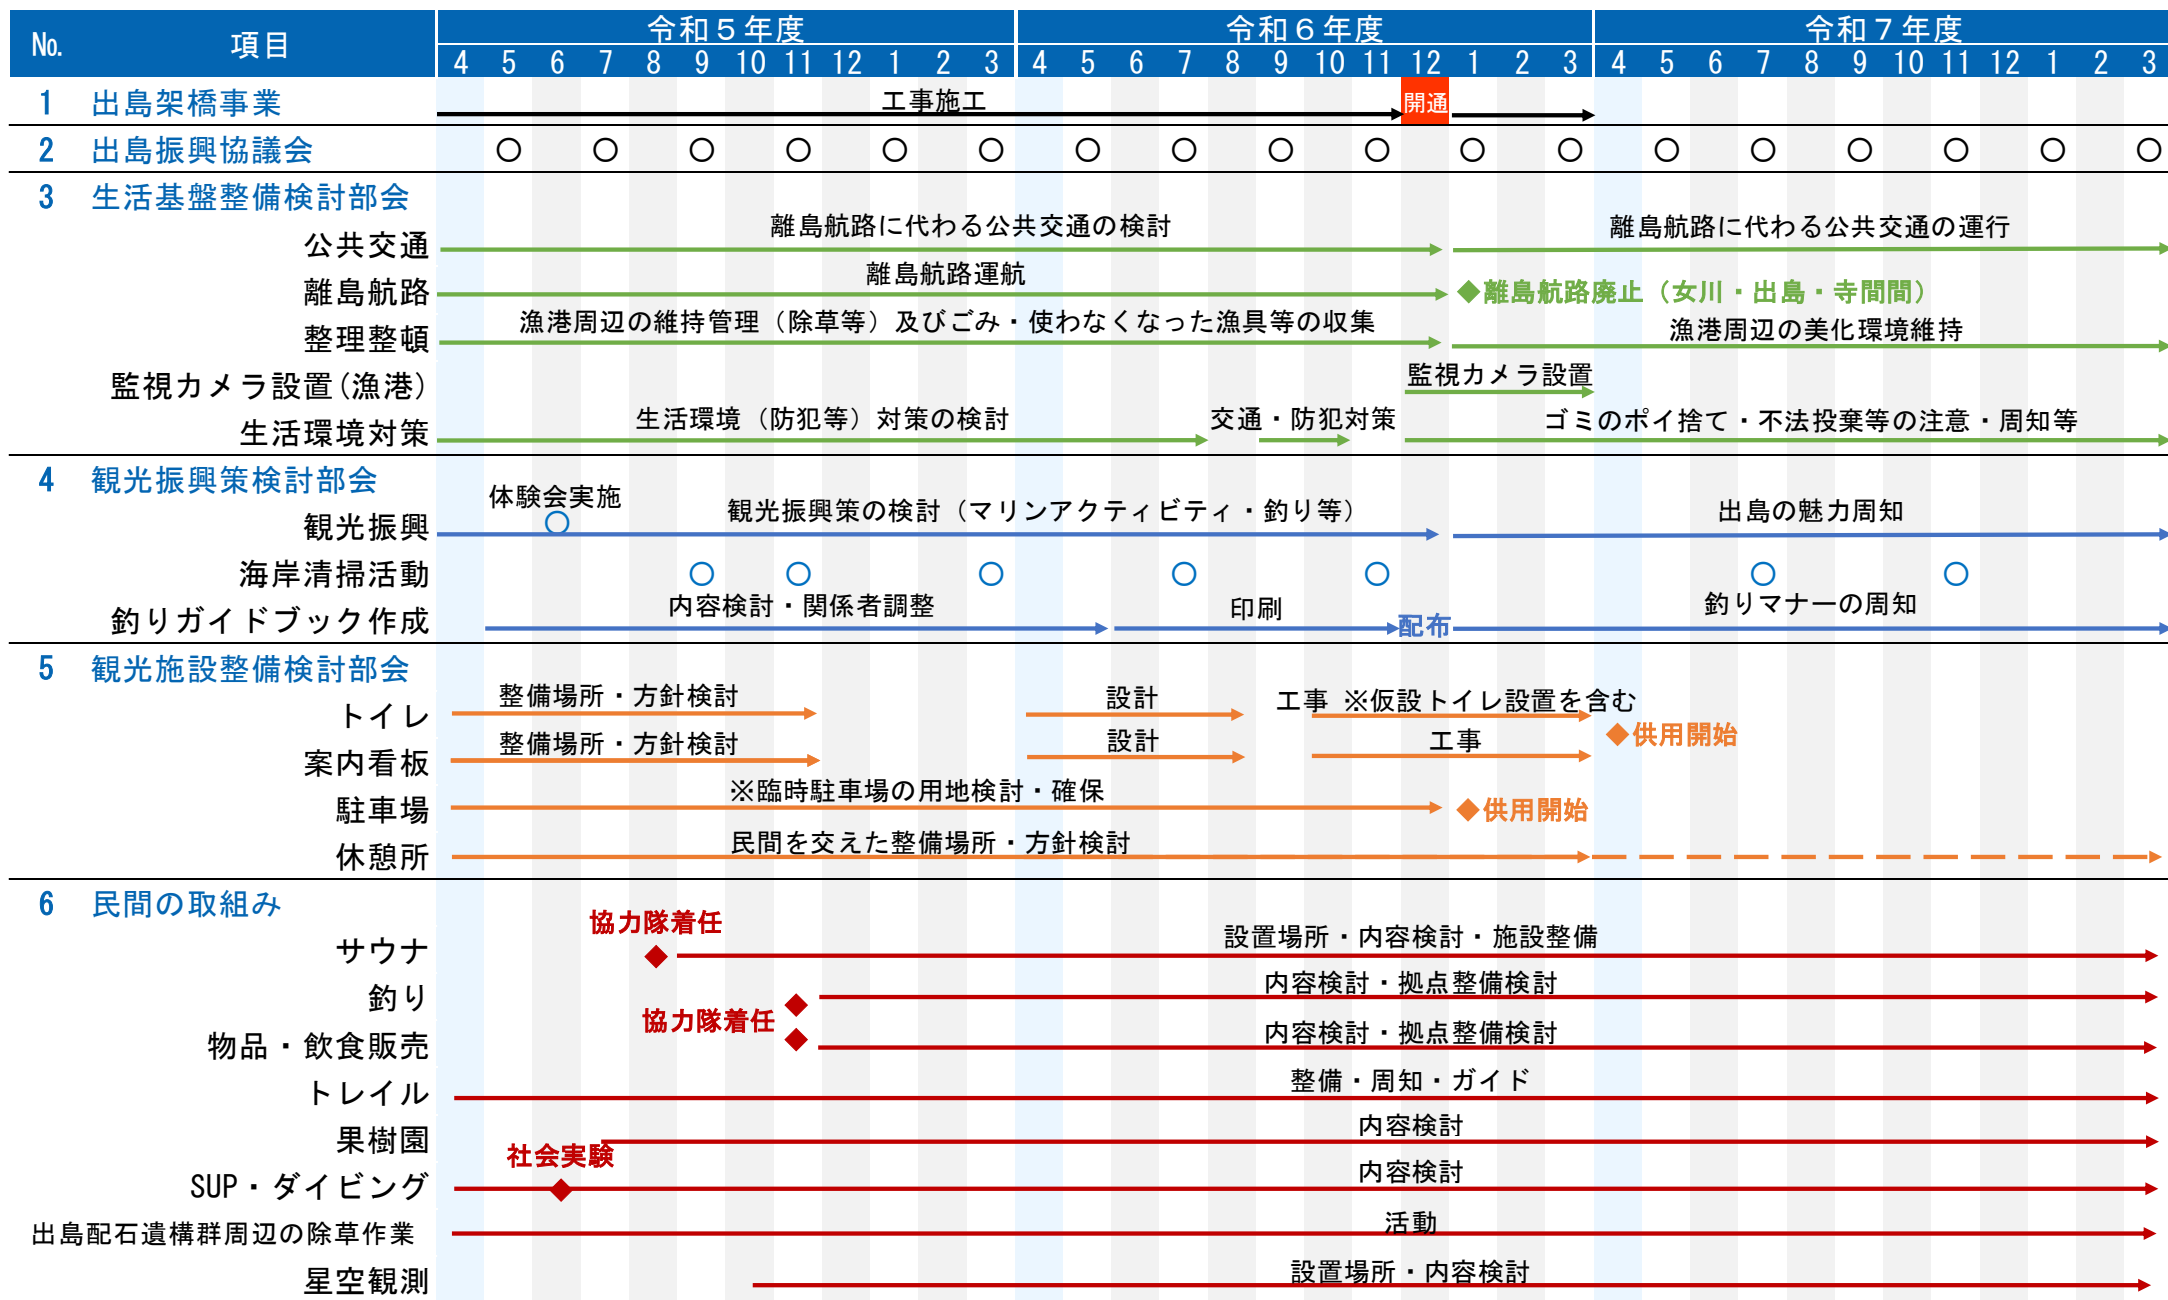 No. 項目 令和５年度 令和６年度 令和７年度
4 5 6 7 8 9 10 11 12 1 2 3 4 5 6 7 8 9 10 11 12 1 2 3 4 5 6 7 8 9 10 11 12 1 2 3
1 出島架橋事業 工事施工 開通
2 出島振興協議会 ○ ○ ○ ○ ○ ○ ○ ○ ○ ○ ○ ○ ○ ○ ○ ○ ○ ○
3 生活基盤整備検討部会
離島航路に代わる公共交通の検討 離島航路に代わる公共交通の運行
公共交通
離島航路運航
離島航路 ◆離島航路廃止（女川・出島・寺間間）
漁港周辺の維持管理（除草等）及びごみ・使わなくなった漁具等の収集 漁港周辺の美化環境維持
整理整頓
監視カメラ設置(漁港) 監視カメラ設置
生活環境（防犯等）対策の検討 交通・防犯対策 ゴミのポイ捨て・不法投棄等の注意・周知等
生活環境対策
4 観光振興策検討部会
体験会実施 観光振興策の検討（マリンアクティビティ・釣り等） 出島の魅力周知
観光振興 ○
海岸清掃活動 ○ ○ ○ ○ ○ ○ ○
内容検討・関係者調整 印刷 釣りマナーの周知
釣りガイドブック作成 配布
5 観光施設整備検討部会
整備場所・方針検討 設計 工事 ※仮設トイレ設置を含む
トイレ
◆供用開始
整備場所・方針検討 設計 工事
案内看板
※臨時駐車場の用地検討・確保
駐車場 ◆供用開始
民間を交えた整備場所・方針検討
休憩所
6 民間の取組み
協力隊着任
サウナ ◆ 設置場所・内容検討・施設整備
釣り ◆ 内容検討・拠点整備検討
協力隊着任
物品・飲食販売 ◆ 内容検討・拠点整備検討
トレイル 整備・周知・ガイド
果樹園 内容検討
社会実験
SUP・ダイビング ◆ 内容検討
出島配石遺構群周辺の除草作業 活動
星空観測 設置場所・内容検討